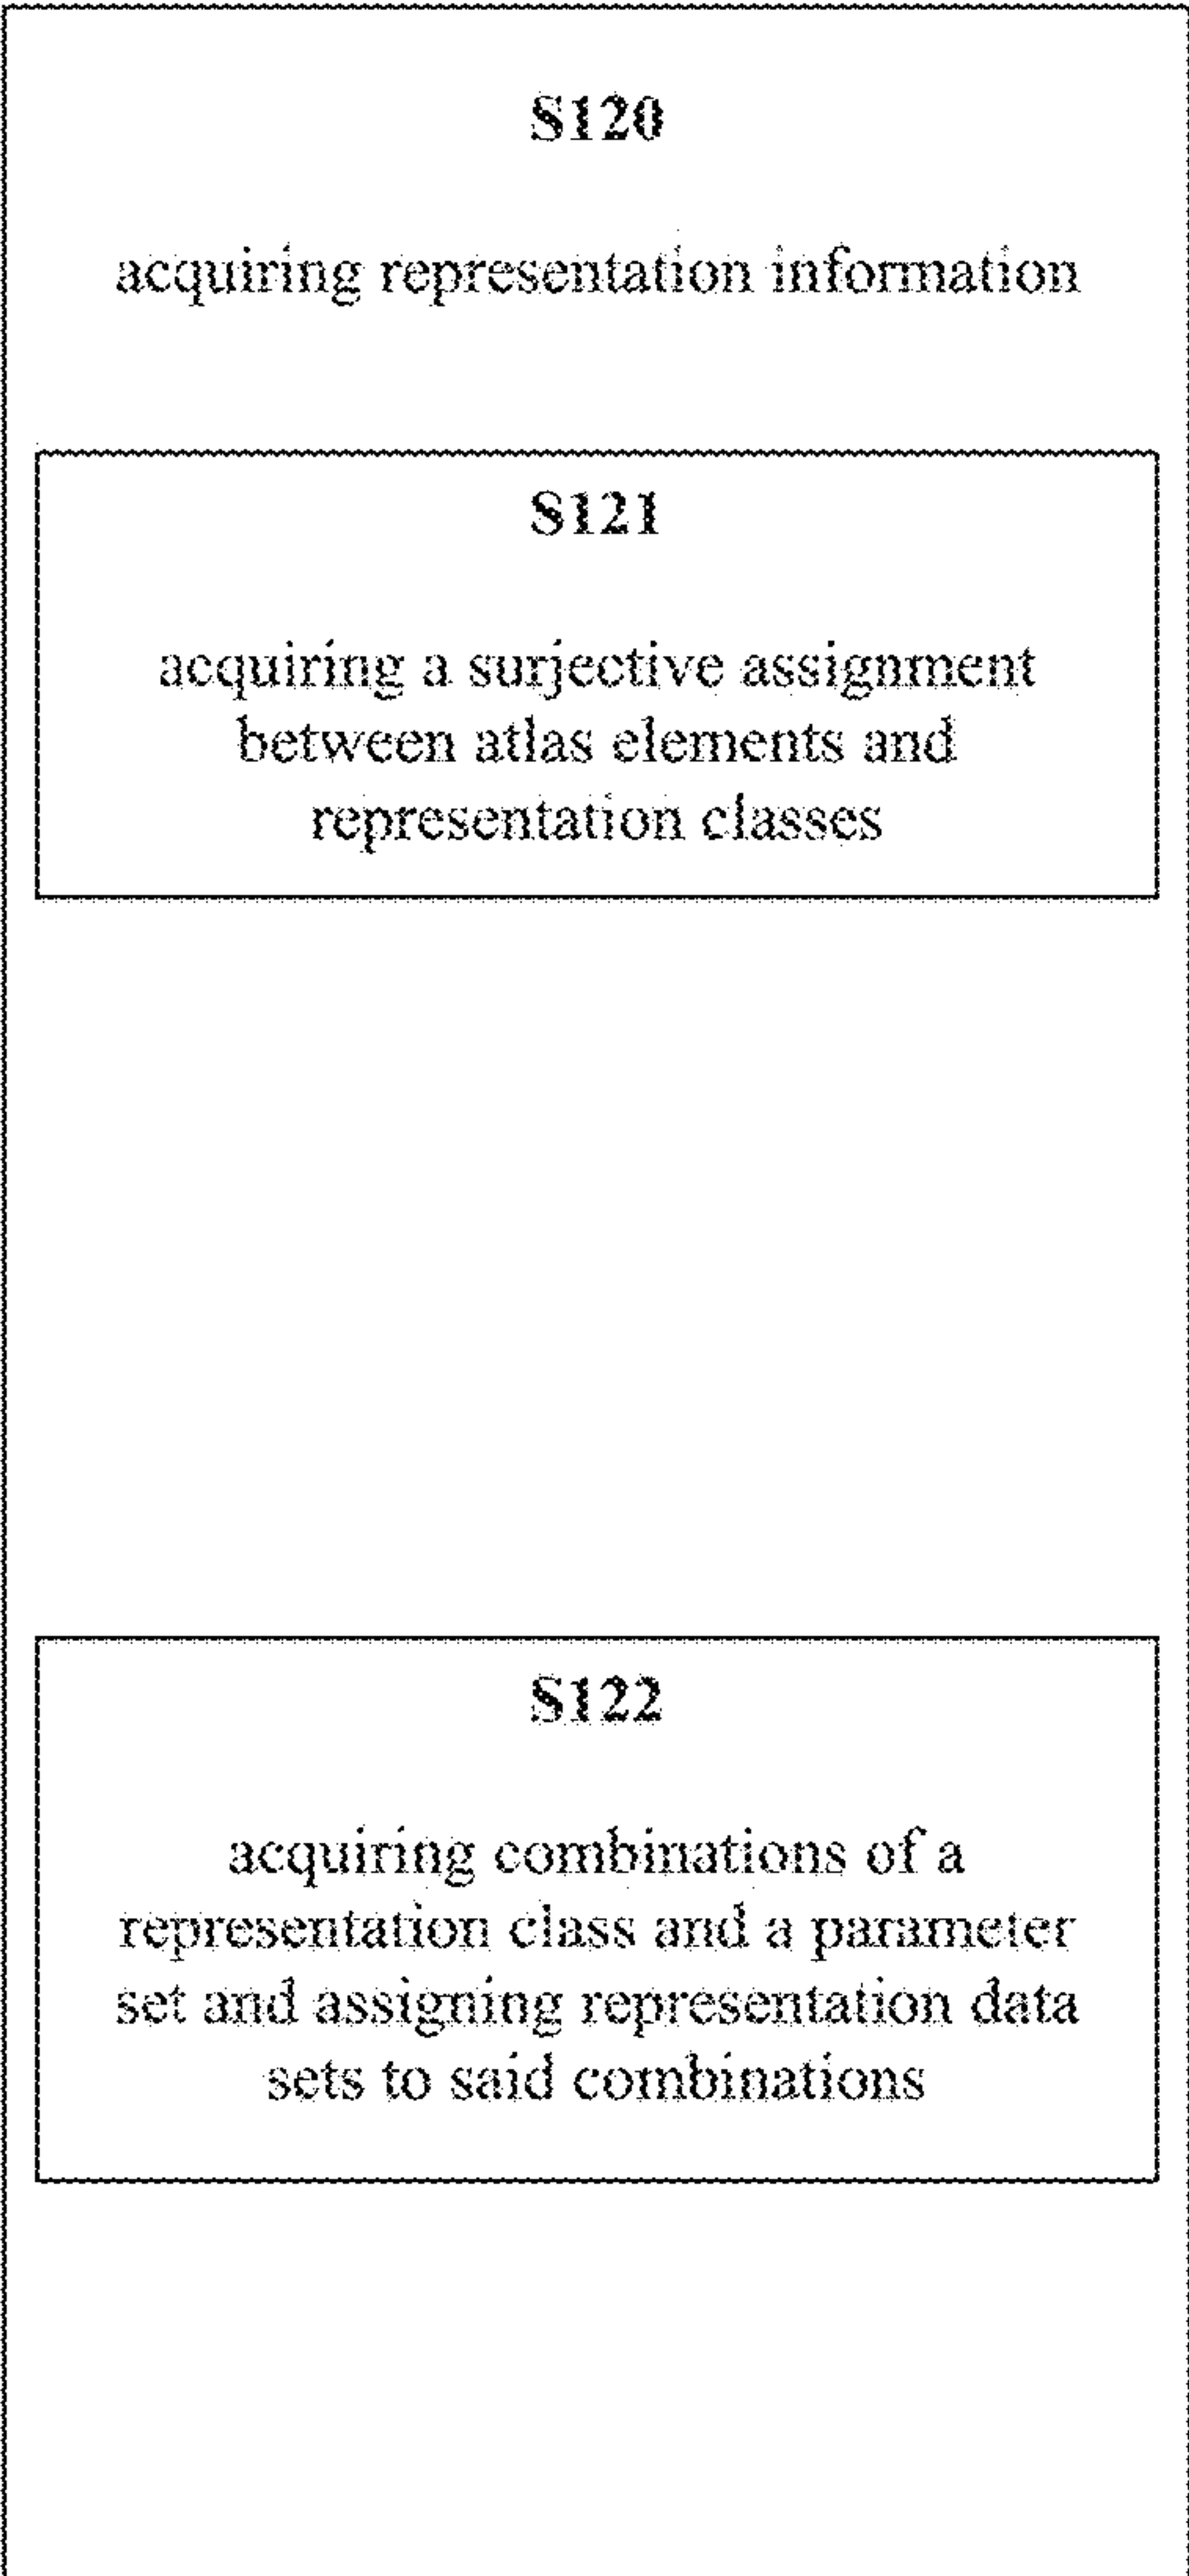 S120
acquiring representation information
S121
acquiring a surjective assignment
between atlas elements and
representation classes
S122
acquiring combinations of a
representation class and a parameter
set and assigning representation data
sets to said combinations